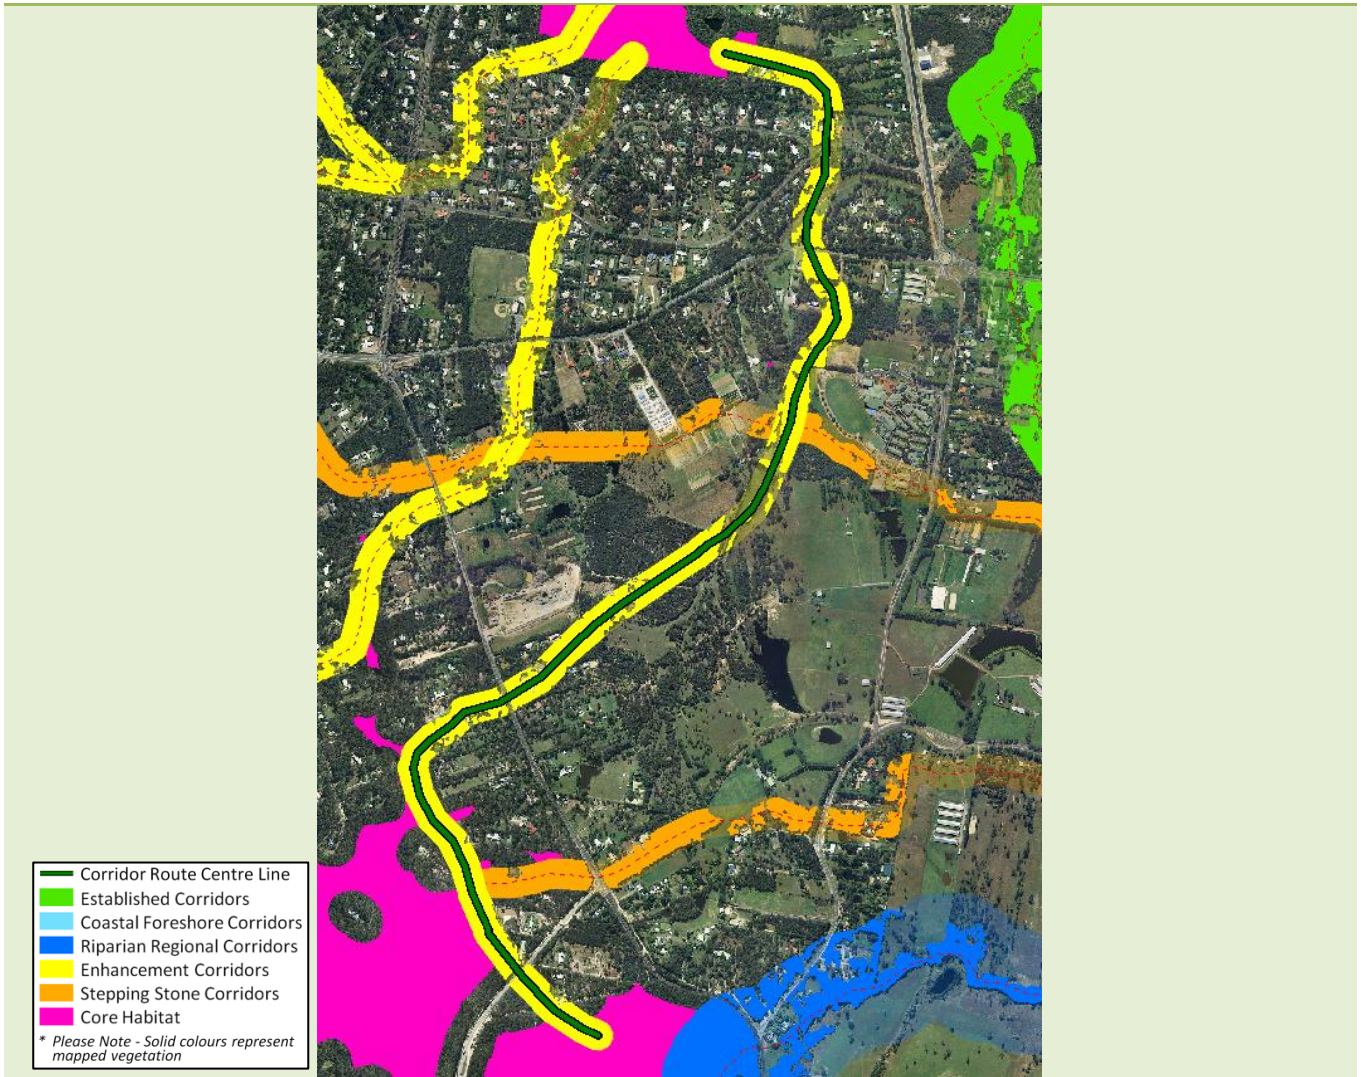 Corridor Route Centre Line
Established Corridors
Coastal Foreshore Corridors
Riparian Regional Corridors
Enhancement Corridors
Stepping Stone Corridors
Core Habitat
* Please Note - Solid colours represent
mapped vegetation